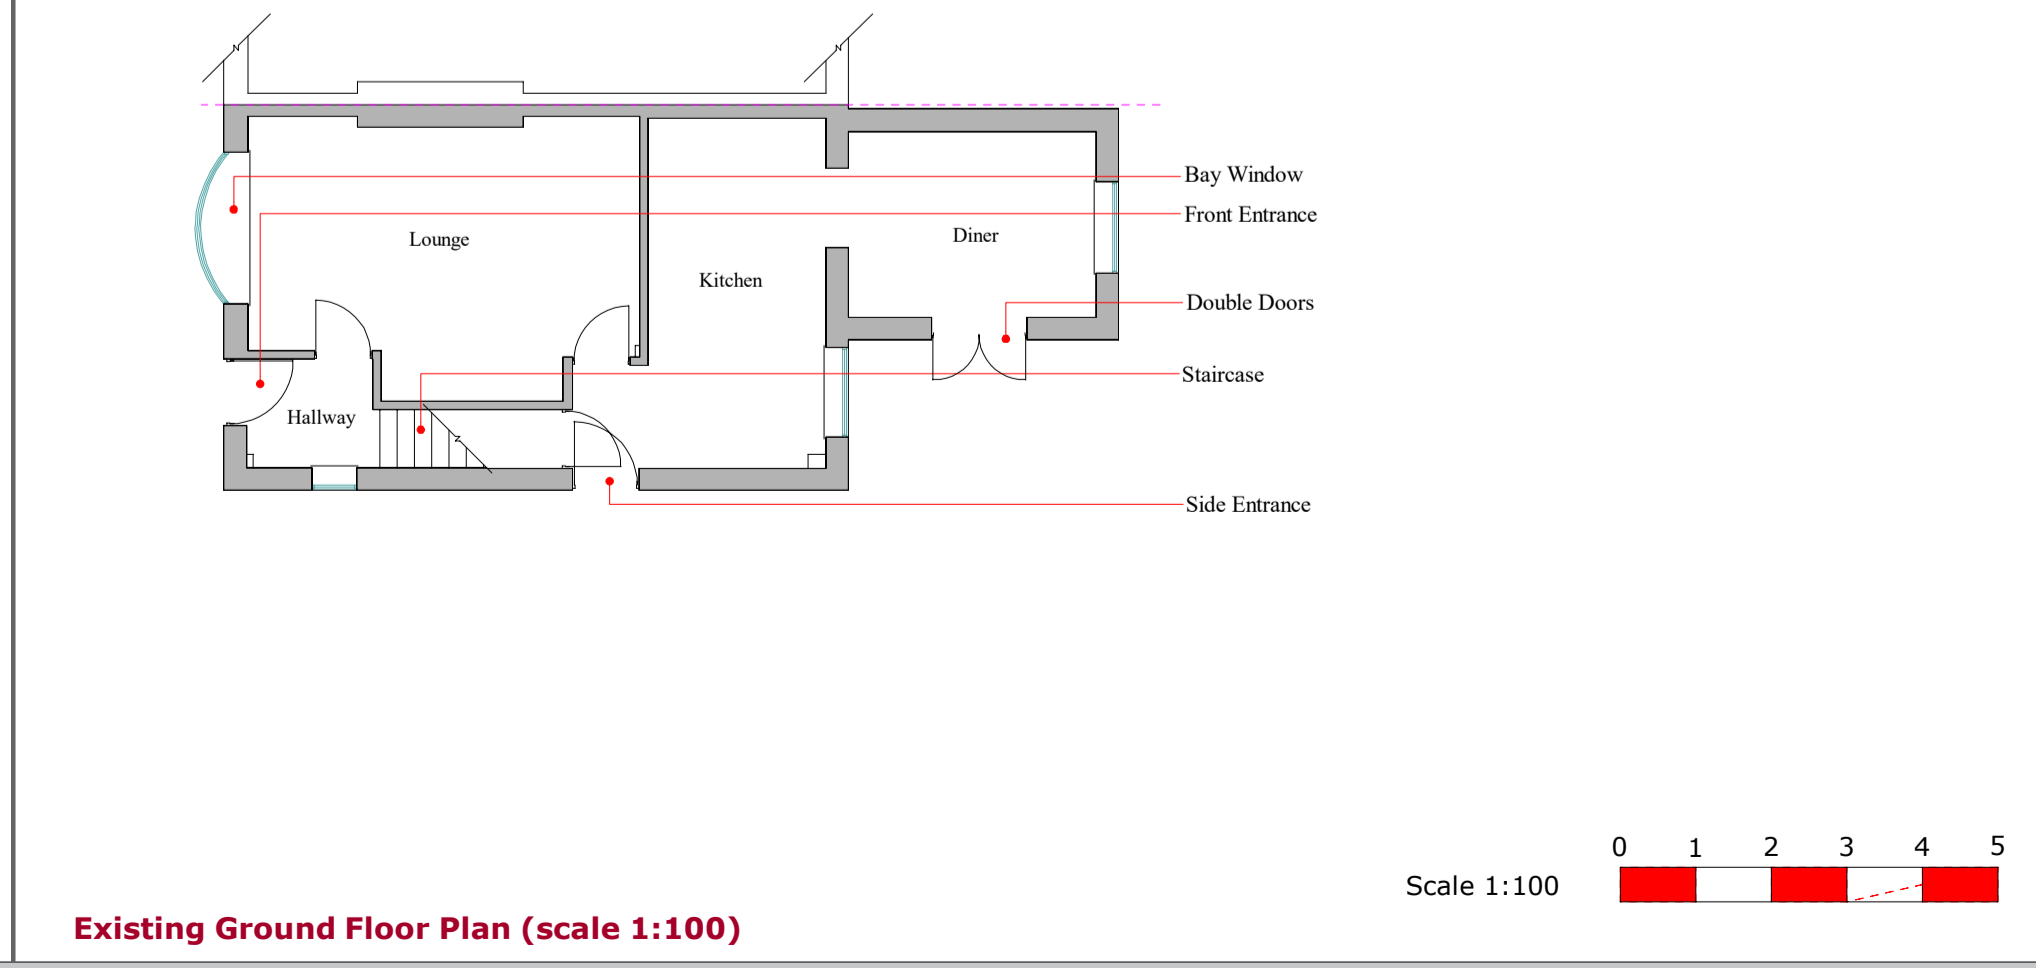 Bay Window
Front Entrance
Lounge
Diner
Kitchen
Double Doors
Staircase
Hallway
Side Entrance
0 1 2 3 4 5
Scale 1:100
Existing Ground Floor Plan (scale 1:100)